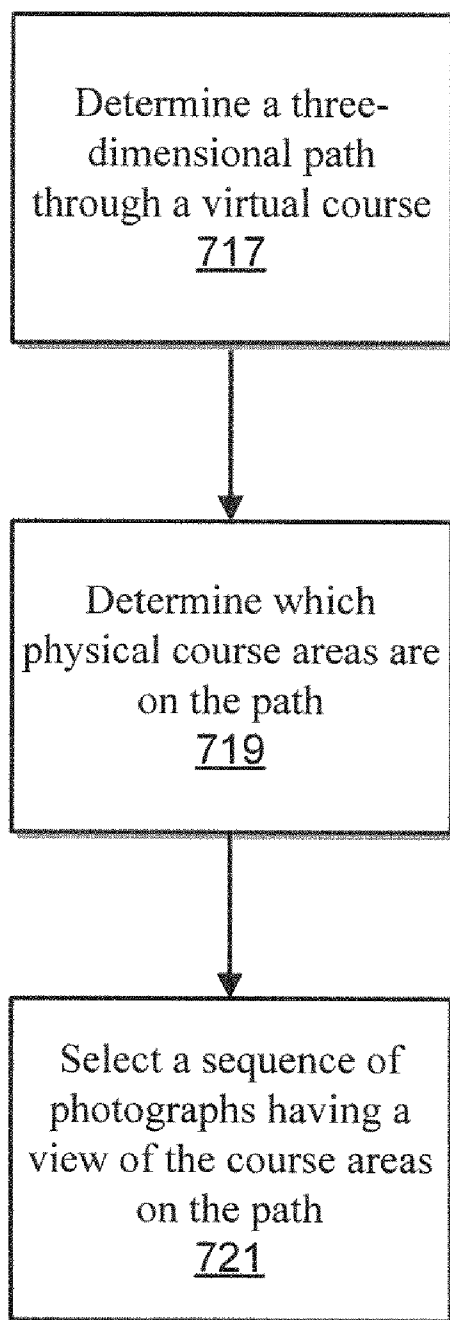 Determine a three-
dimensional path
through a virtual course
717
Determine which
physical course areas are
on the path
719
Select a sequence of
photographs having a
view of the course areas
on the path
721